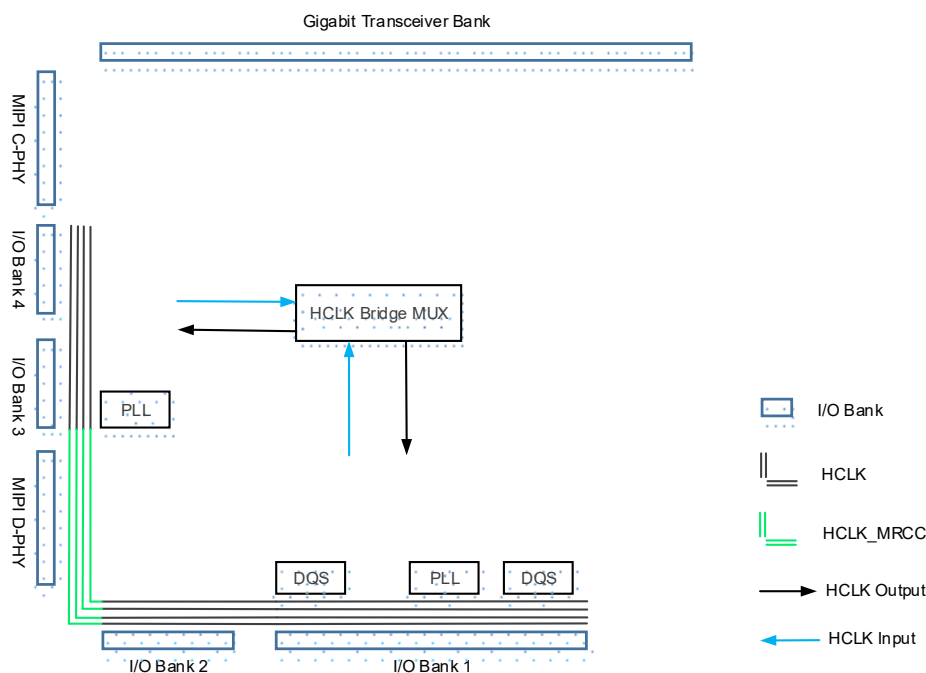 Gigabit Transceiver Bank
MIPI C-PHY
I/O Bank 4
HCLK Bridge MUX
I/O Bank 3
PLL
I/O Bank
HCLK
MIPI D-PHY
HCLK_MRCC
DQS
PLL
DQS
HCLK Output
HCLK Input
I/O Bank 2
I/O Bank 1